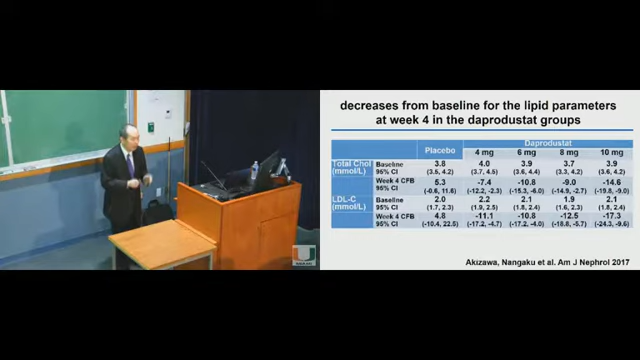 decreases from baseline for the lipid parameters
at week 4 in the daprodustat groups
Placebo Daprodustat
4 mg 6 mg 8 mg 10 mg
Total Chol Baseline 3.8 4.0 3.9 3.7 3.9
(mmol/L) 95% CI (3.5, 4.2) (3.7, 4.5) (3.6, 4.4) (3.3, 4.2) (3.6, 4.2)
Week 4 CFB 5.3 -7.4 -10.8 -9.0 -14.6
95% CI (-0.6, 11.6) (-12.2, -2.3) (-15.3, -6.0) (-14.9, -2.7) (-19.8, -9.0)
LDL-C Baseline 2.0 2.2 2.1 1.9 2.1
(mmol/L) 95% CI (1.7, 2.3) (1.9, 2.5) (1.8, 2.4) (1.6, 2.3) (1.8, 2.4)
Week 4 CFB 4.8 -11.1 -10.8 -12.5 -17.3
95% CI (-10.4, 22.5) (-17.2, -4.7) (-17.2, -4.0) (-18.8, -5.7) (-24.3, -9.6)
Akizawa, Nangaku et al. Am J Nephrol 2017